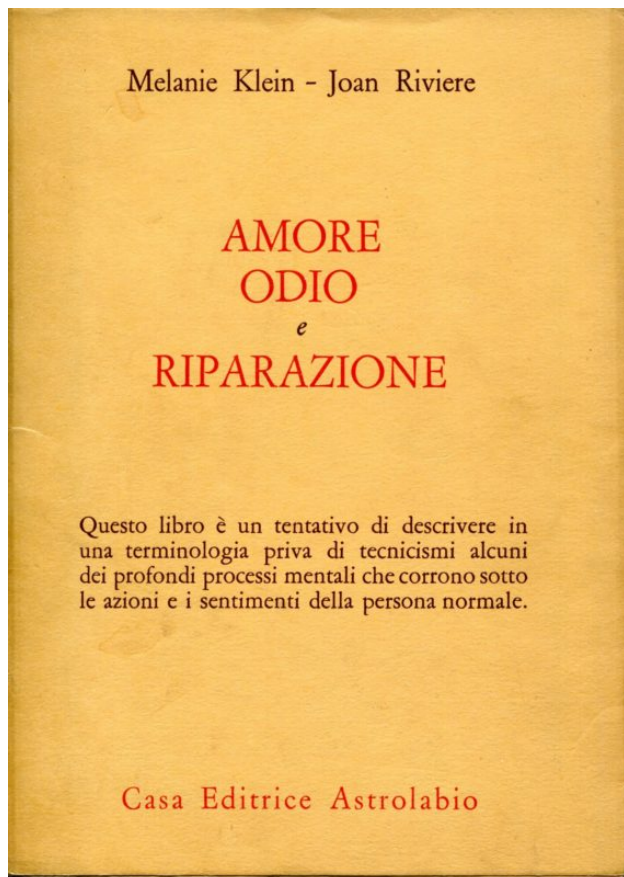 Melanie Klein - Joan Riviere
AMORE
ODIO
e
RIPARAZIONE
Questo libro è un tentativo di descrivere in
una terminologia priva di tecnicismi alcuni
dei profondi processi mentali che corrono sotto
le azioni e i sentimenti della persona normale.
Casa Editrice Astrolabio